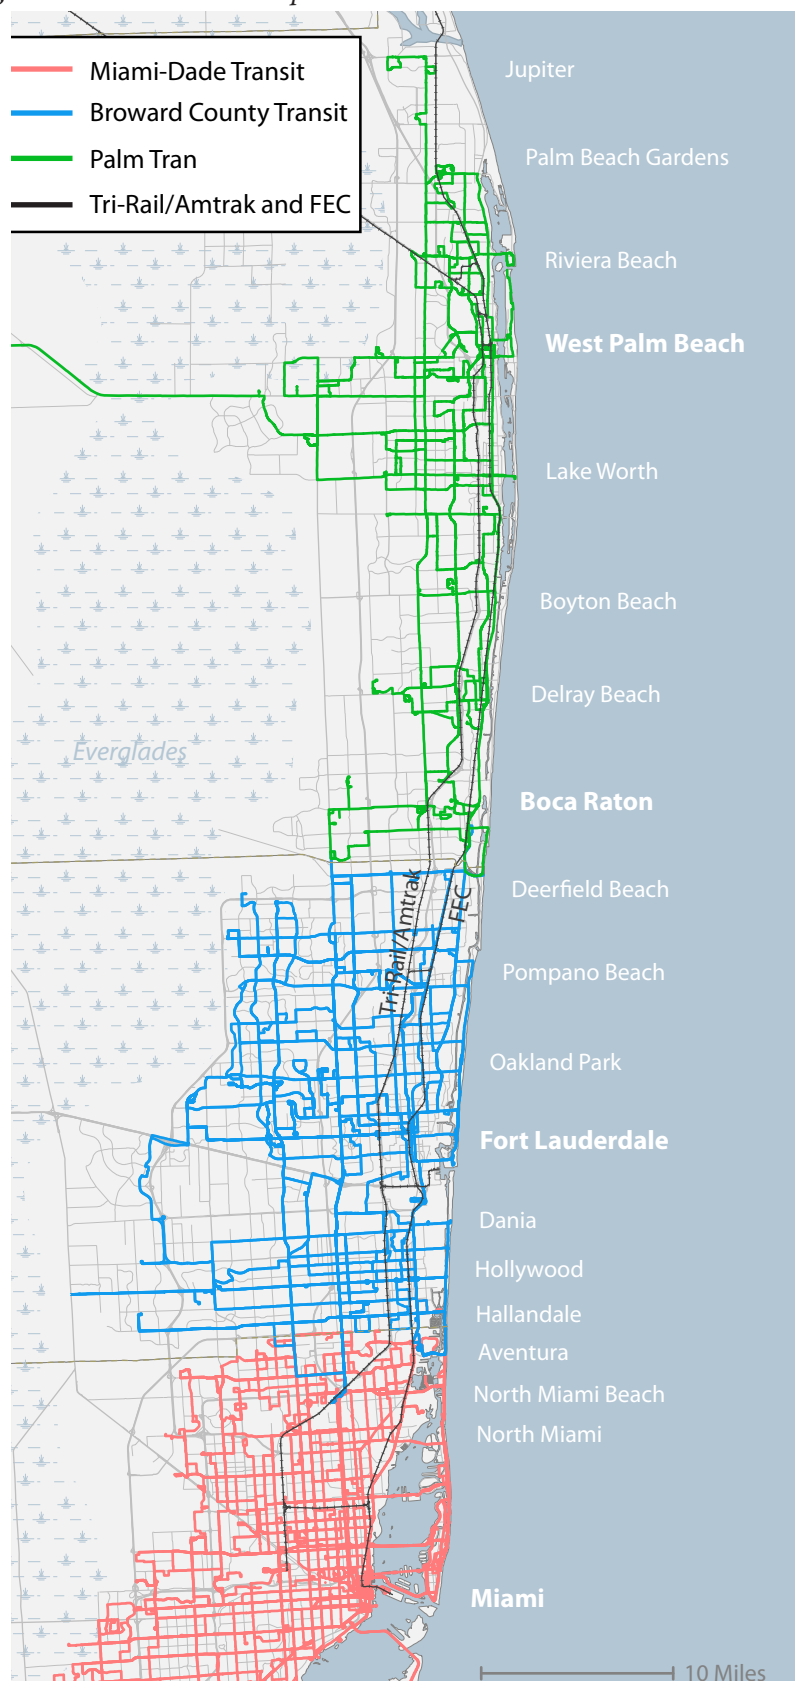 Miami-Dade Transit
Broward County Transit
Palm Tran
Tri-Rail/Amtrak and FEC
Jupiter
Palm Beach Gardens
Riviera Beach
West Palm Beach
Lake Worth
Boyton Beach
Delray Beach
Everglades
Boca Raton
Tri-Rail/Amtrak
FEC
Deerfield Beach
Pompano Beach
Oakland Park
Fort Lauderdale
Dania
Hollywood
Hallandale
Aventura
North Miami Beach
North Miami
Miami
10 Miles